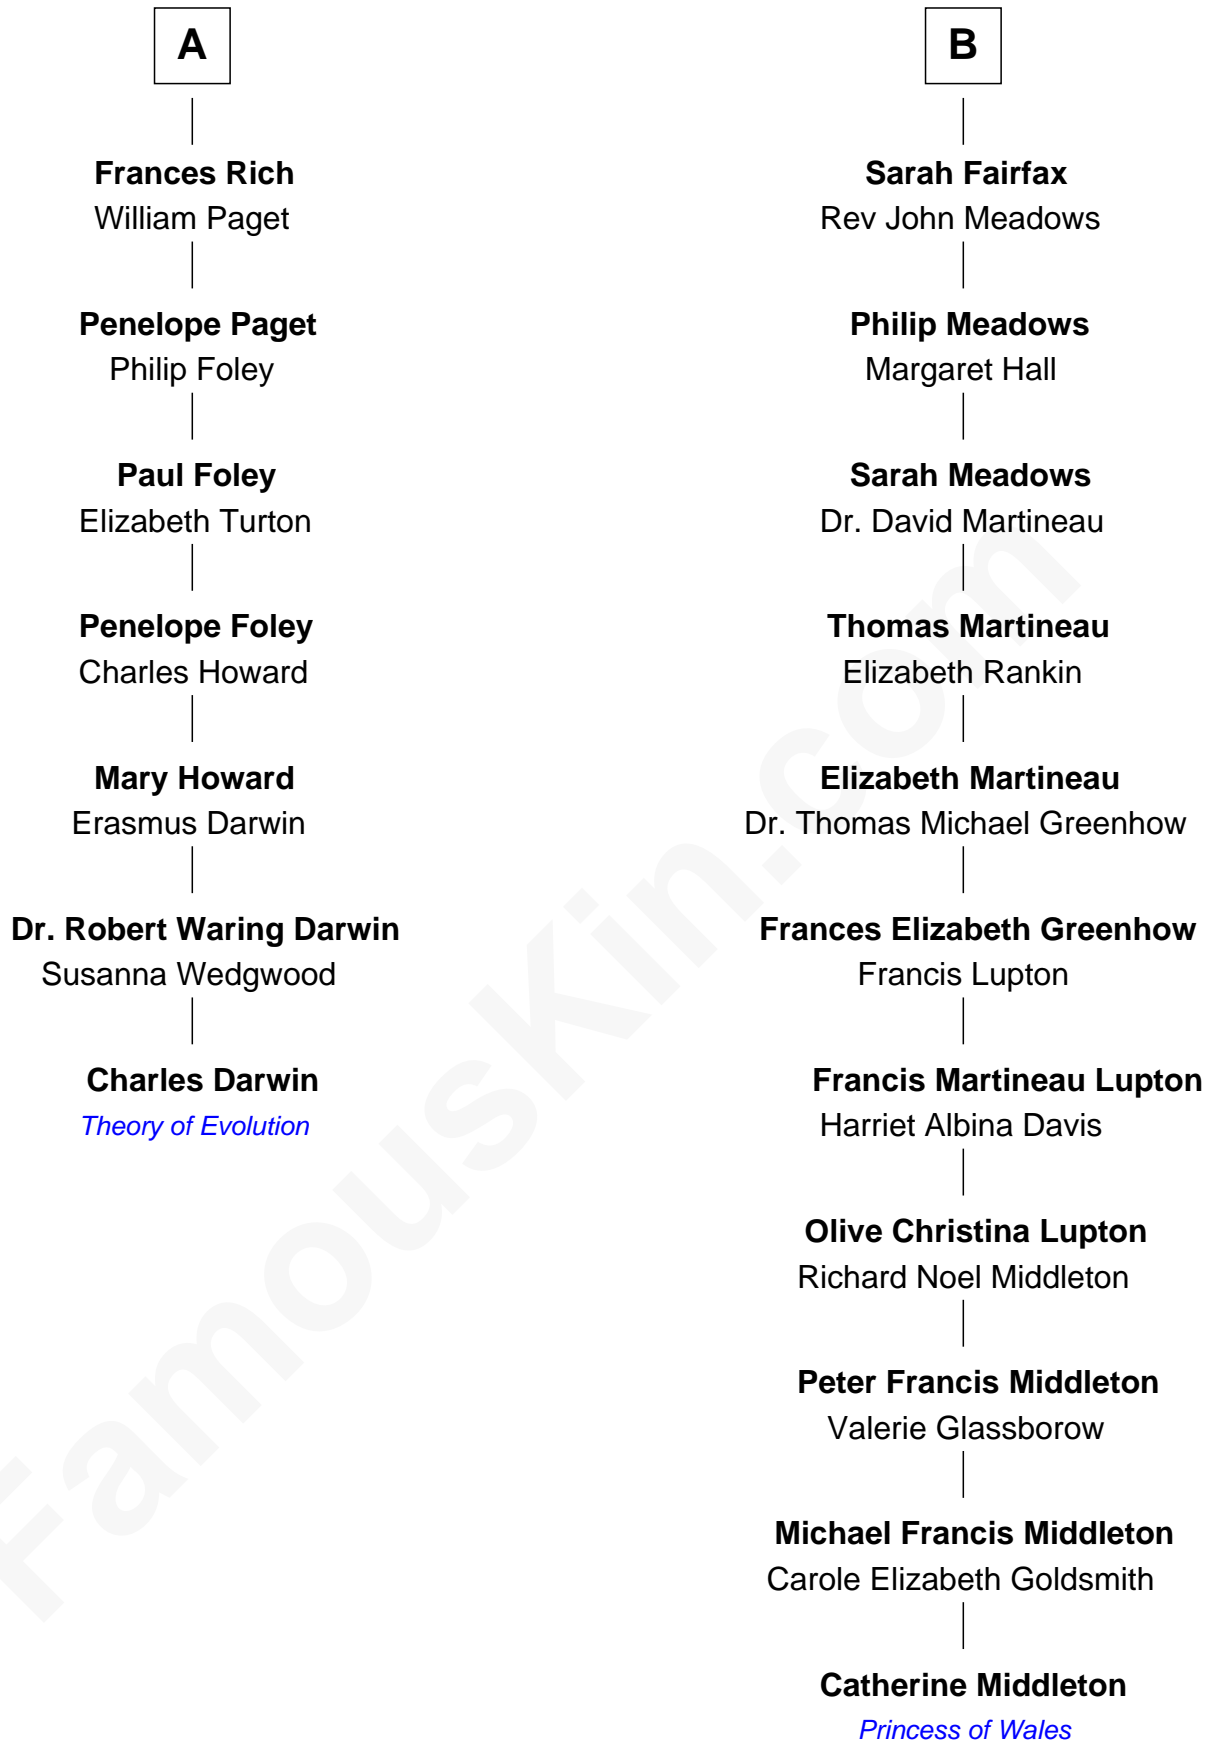 A
Frances Rich
William Paget
Penelope Paget
Philip Foley
Paul Foley
Elizabeth Turton
Penelope Foley
Charles Howard
Mary Howard
Erasmus Darwin
Dr. Robert Waring Darwin
Susanna Wedgwood
Charles Darwin
Theory of Evolution
B
Sarah Fairfax
Rev John Meadows
Philip Meadows
Margaret Hall
Sarah Meadows
Dr. David Martineau
Thomas Martineau
Elizabeth Rankin
Elizabeth Martineau
Dr. Thomas Michael Greenhow
Frances Elizabeth Greenhow
Francis Lupton
Francis Martineau Lupton
Harriet Albina Davis
Olive Christina Lupton
Richard Noel Middleton
Peter Francis Middleton
Valerie Glassborow
Michael Francis Middleton
Carole Elizabeth Goldsmith
Catherine Middleton
Princess of Wales
FamousKin.com